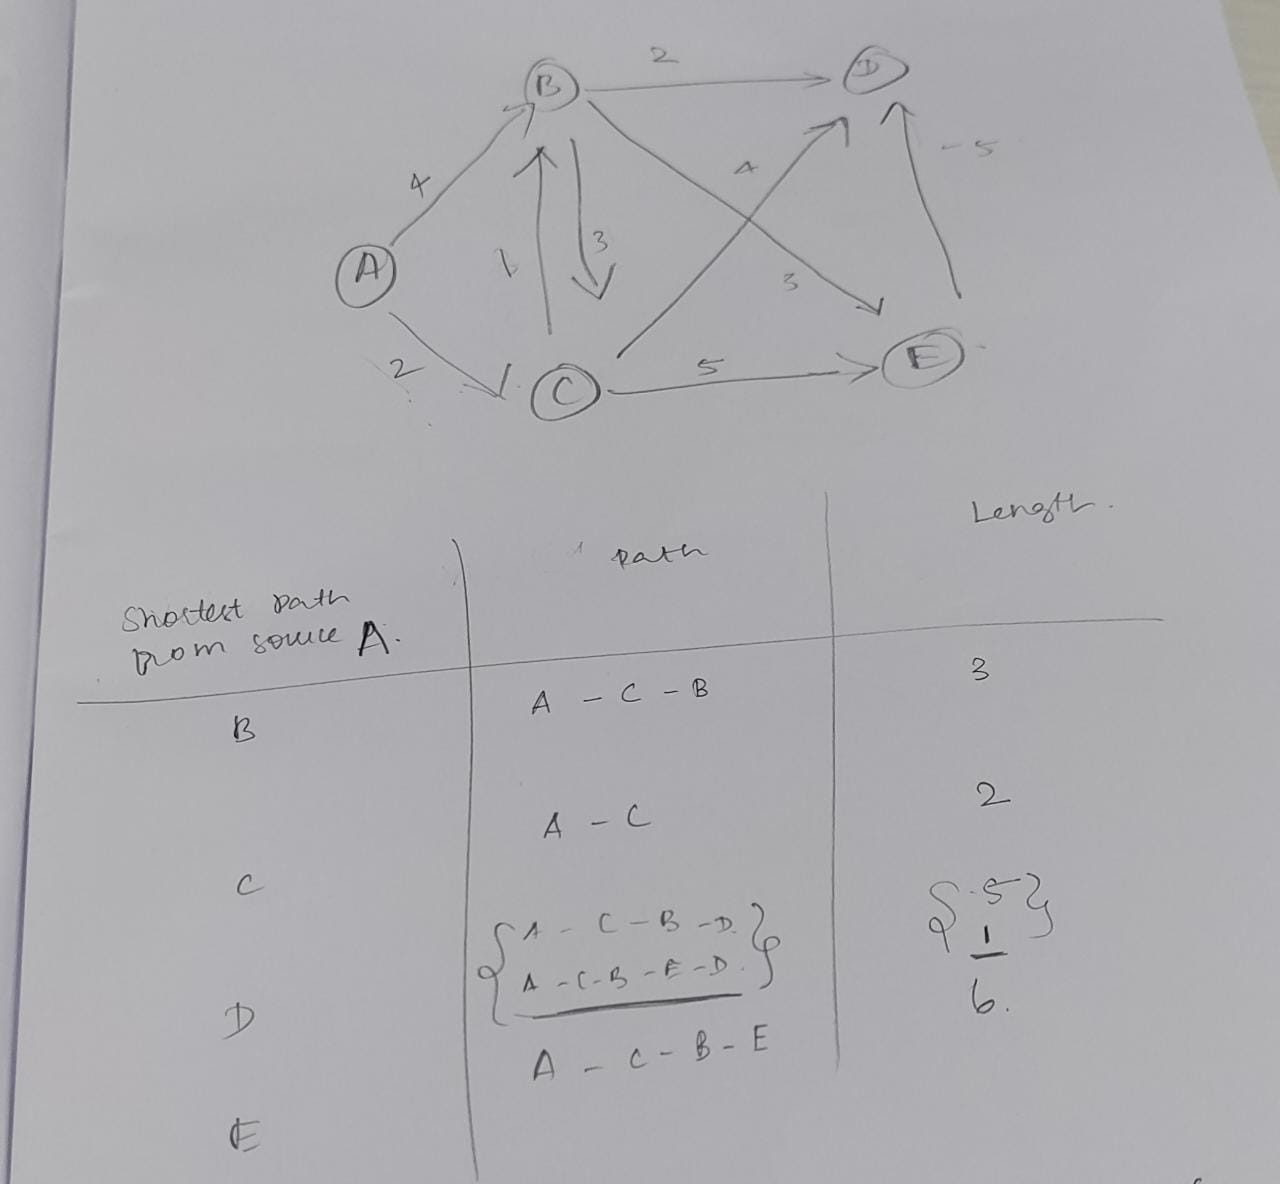 2
B
D
4
4
-5
A
1
3
3
2
C
5
E
Length.
Path
Shortest path
from source A.
A - C - B
3
B
A - C
2
C
{A - C - B - D.
A - C - B - E - D.}
{5}
1
D
6.
A - C - B - E
E